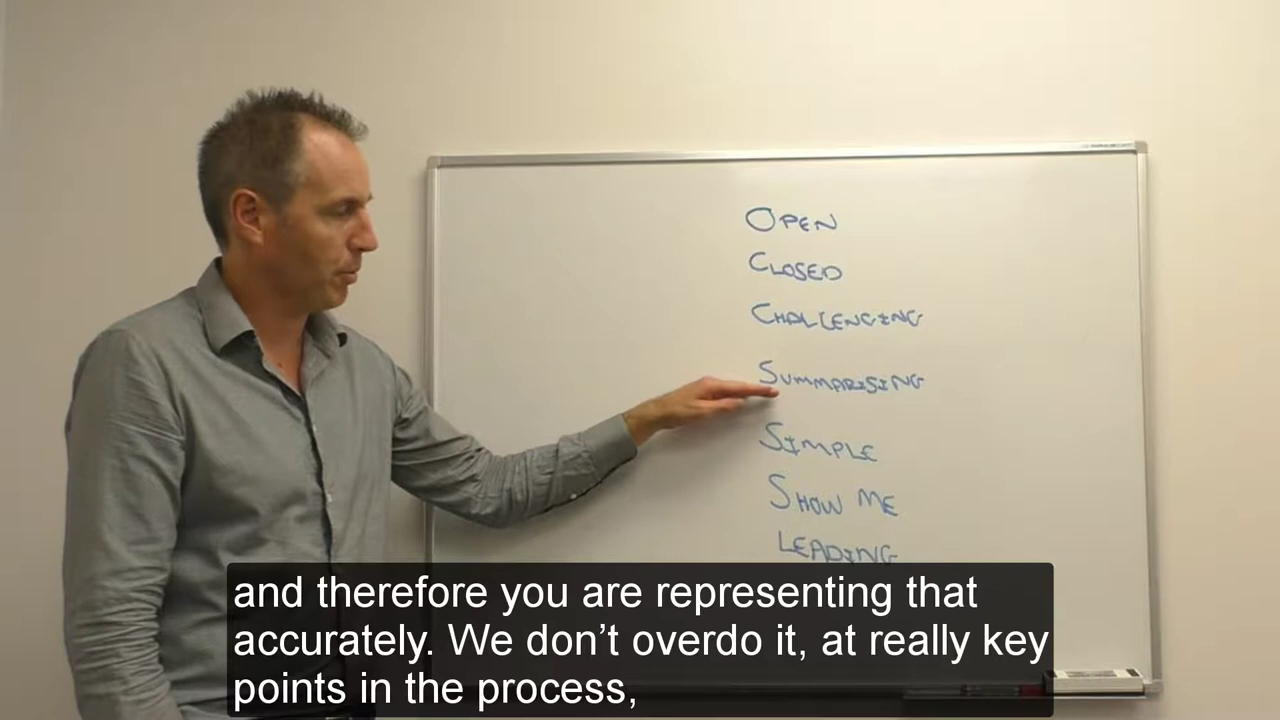 OPEN
CLOSED
CHALLENGING
SUMMARISING
SIMPLE
SHOW ME
LEADING
and therefore you are representing that
accurately. We don’t overdo it, at really key
points in the process,